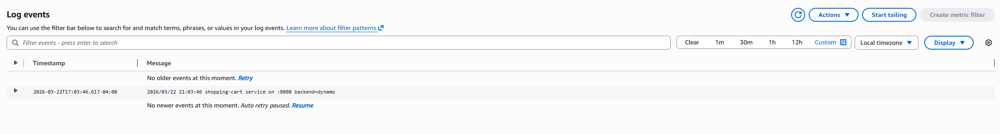 Log events
Actions
Start tailing
Create metric filter
You can use the filter bar below to search for and match terms, phrases, or values in your log events. Learn more about filter patterns
Filter events - press enter to search
Clear 1m 30m 1h 12h Custom
Local timezone
Display
Timestamp Message
No older events at this moment. Retry
2026-03-22T17:03:46.617-04:00 2026/03/22 21:03:46 shopping-cart service on :8080 backend=dynamo
No newer events at this moment. Auto retry paused. Resume